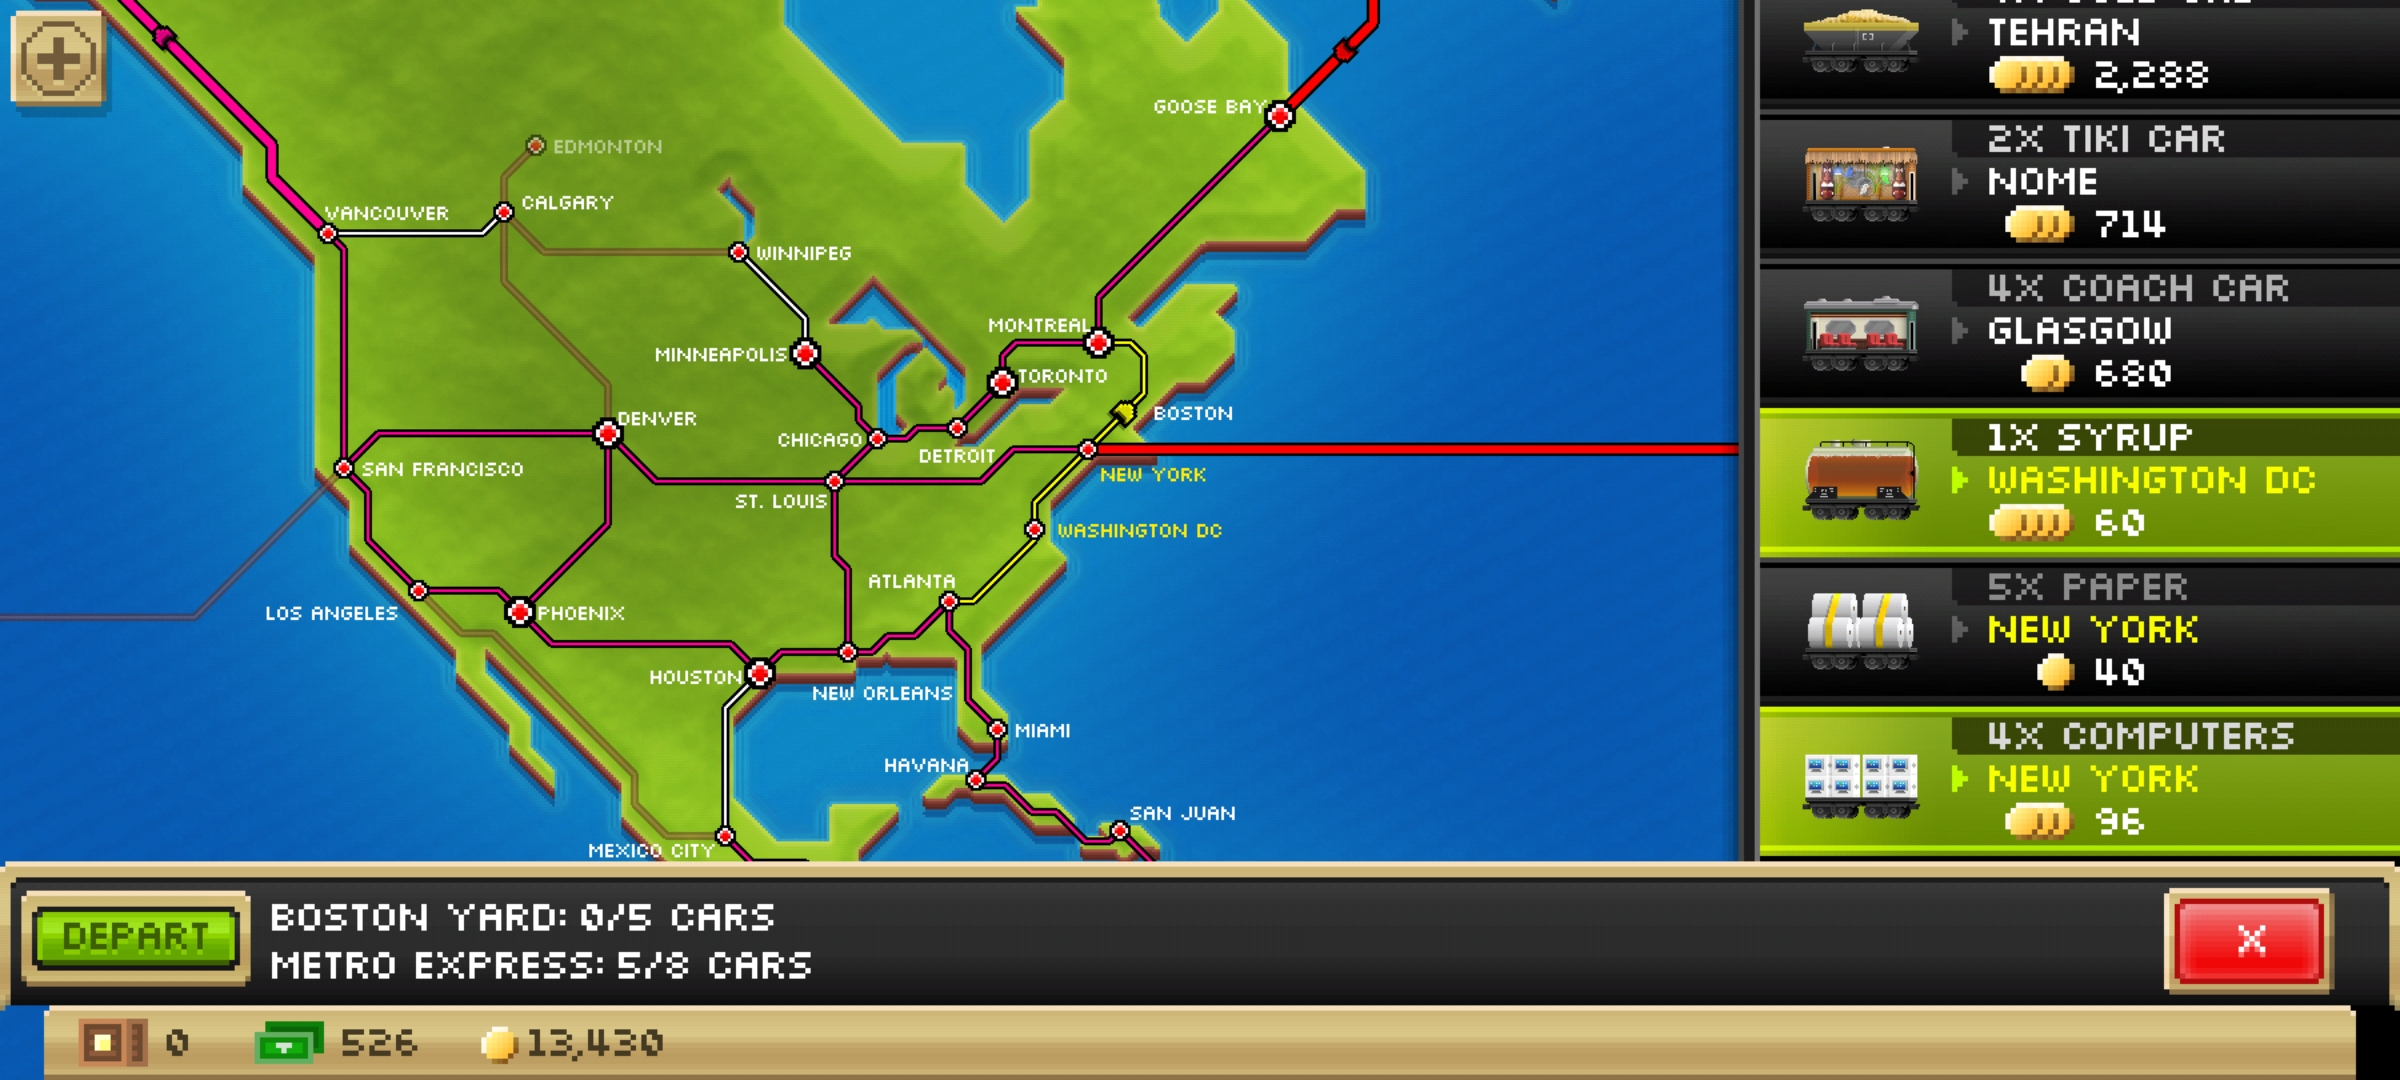 GOOSE BAY
EDMONTON
VANCOUVER
CALGARY
WINNIPEG
MONTREAL
MINNEAPOLIS
TORONTO
DENVER
BOSTON
CHICAGO
DETROIT
SAN FRANCISCO
NEW YORK
ST. LOUIS
WASHINGTON DC
ATLANTA
LOS ANGELES
PHOENIX
HOUSTON
NEW ORLEANS
MIAMI
HAVANA
SAN JUAN
MEXICO CITY
TEHRAN
2,288
2X TIKI CAR
NOME
714
4X COACH CAR
GLASGOW
680
1X SYRUP
WASHINGTON DC
60
5X PAPER
NEW YORK
40
4X COMPUTERS
NEW YORK
96
DEPART
BOSTON YARD: 0/5 CARS
METRO EXPRESS: 5/8 CARS
X
0
526
13,430